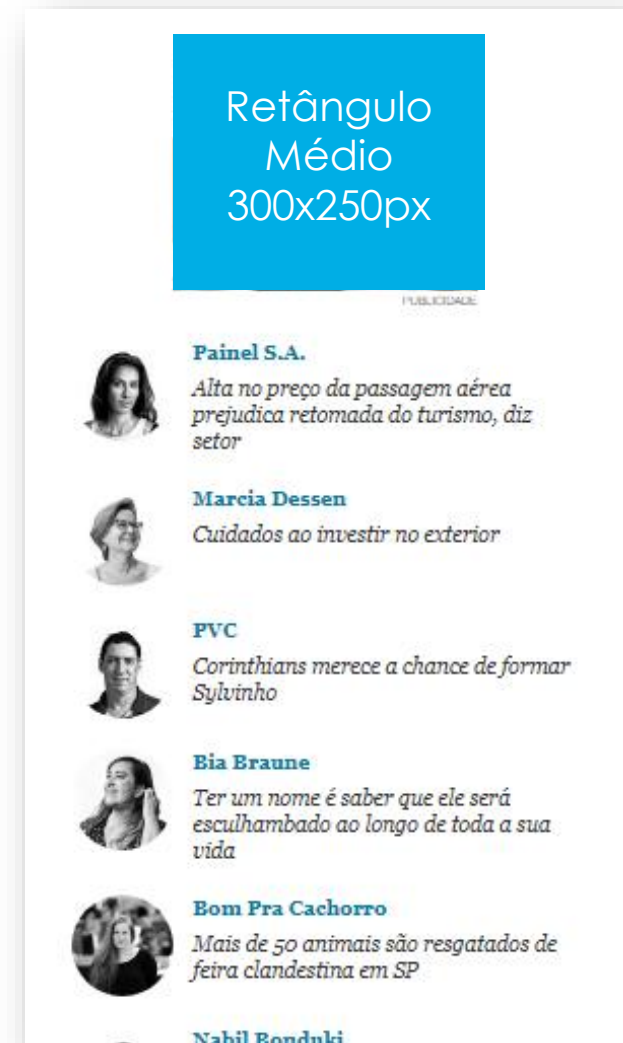 Retângulo
Médio
300x250px
PUBLICIDADE
Painel S.A.
Alta no preço da passagem aérea
prejudica retomada do turismo, diz
setor
Marcia Dessen
Cuidados ao investir no exterior
PVC
Corinthians merece a chance de formar
Sylvinho
Bia Braune
Ter um nome é saber que ele será
esculhambado ao longo de toda a sua
vida
Bom Pra Cachorro
Mais de 50 animais são resgatados de
feira clandestina em SP
Nabil Bonduki